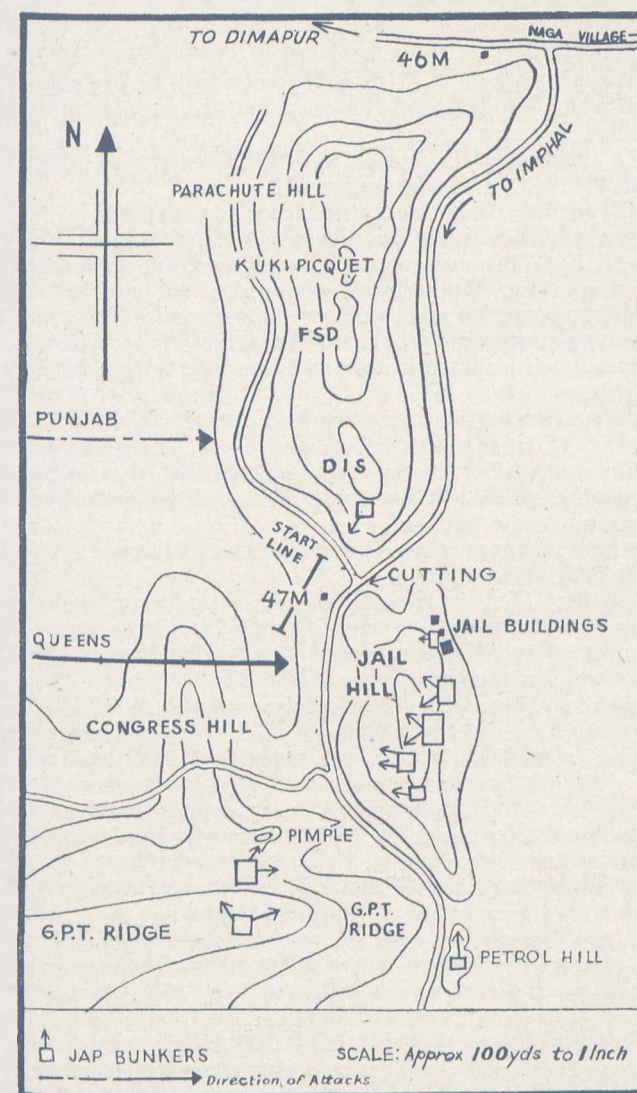 TO DIMAPUR
NAGA VILLAGE
46M
N
TO IMPHAL
PARACHUTE HILL
KUKI PICQUET
FSD
PUNJAB
DIS
START
LINE
CUTTING
47M
JAIL BUILDINGS
QUEENS
JAIL
HILL
CONGRESS HILL
PIMPLE
G.P.T. RIDGE
G.P.T.
RIDGE
PETROL HILL
JAP BUNKERS
SCALE: Approx 100yds to 1 Inch
Direction of Attacks